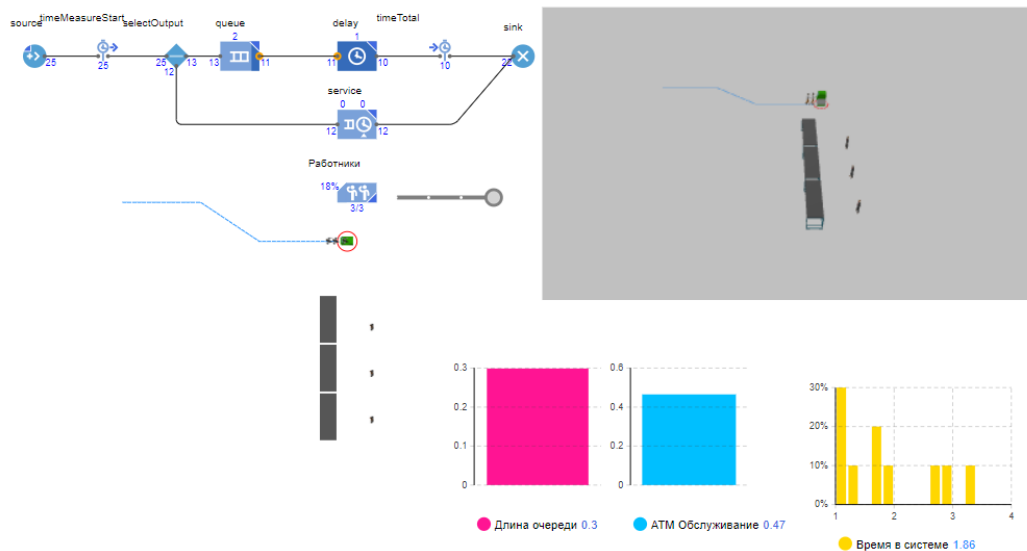 source timeMeasureStart selectOutput queue delay timeTotal sink
2 1
25 25 25 13 13 11 11 10 10 22
12
service
0 0
12 12
Работники
18%
3/3
0.3 0.6 30%
0.2 0.4 20%
0.1 0.2 10%
0 0 0%
1 2 3 4
Длина очереди 0.3 ATM Обслуживание 0.47
Время в системе 1.86